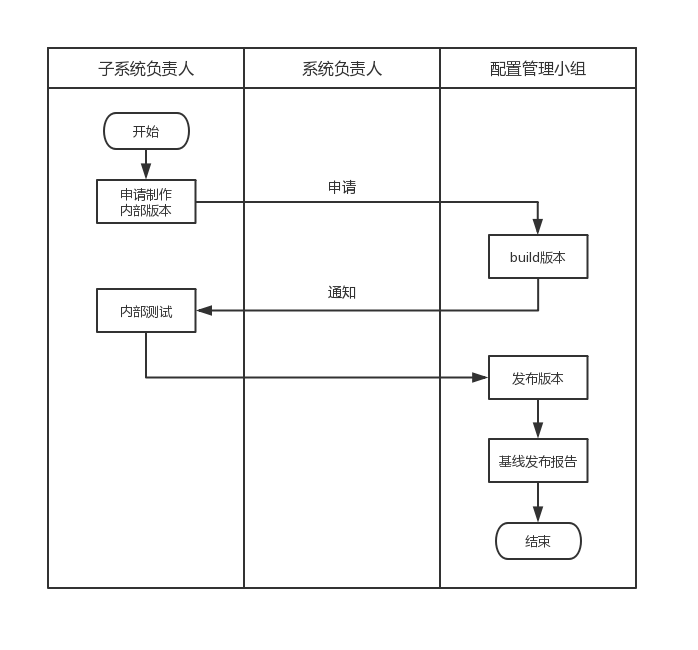 子系统负责人
系统负责人
配置管理小组
开始
申请制作
内部版本
申请
build版本
通知
内部测试
发布版本
基线发布报告
结束